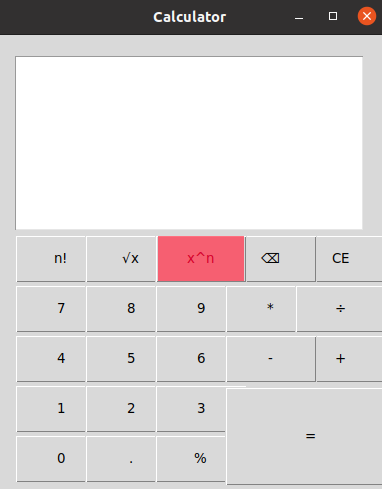 Calculator
n! √x x^n ⌫ CE
7 8 9 * ÷
4 5 6 - +
1 2 3
=
0 . %